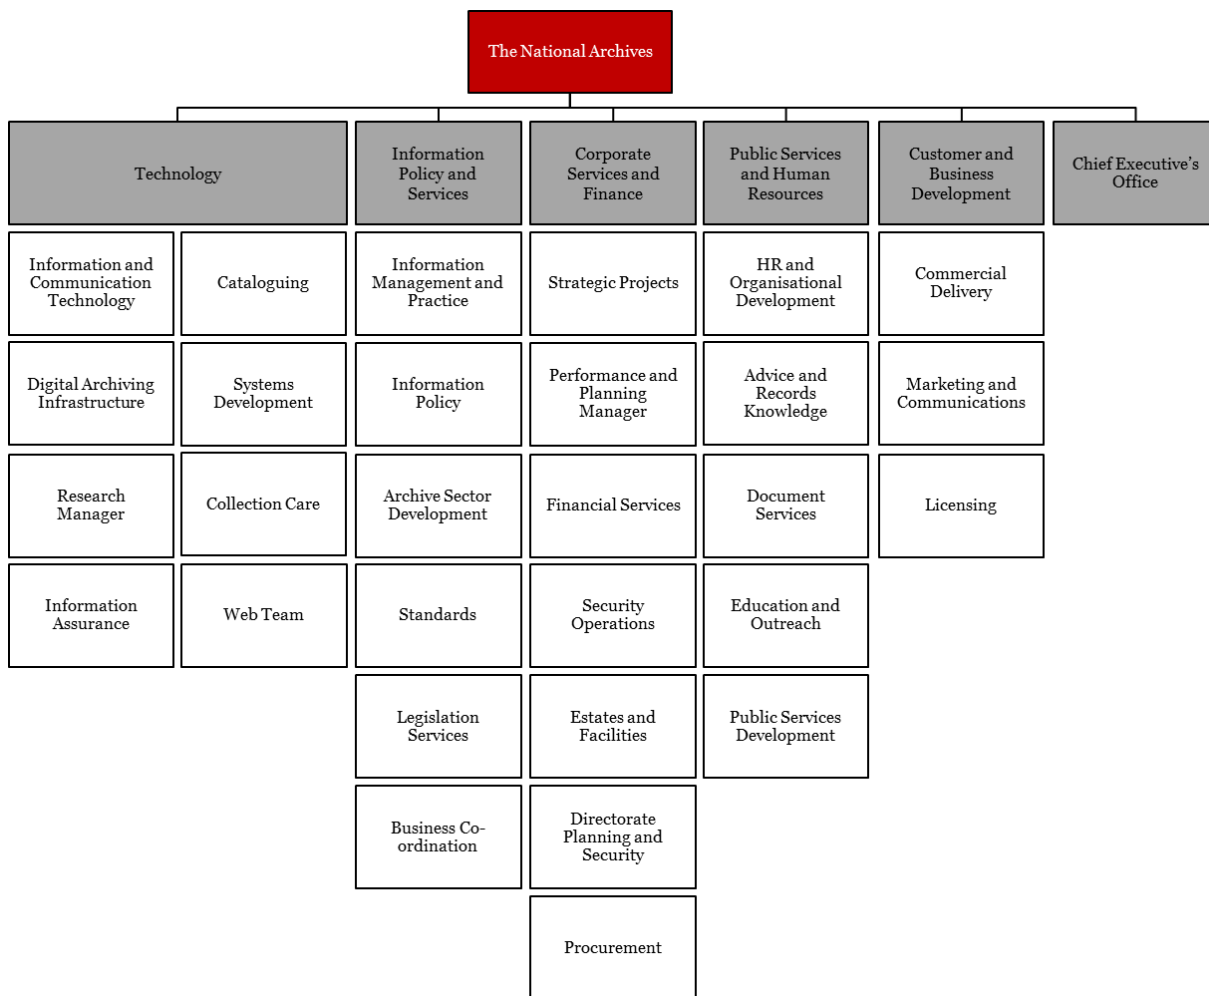 The National Archives
Technology
Information
Policy and
Services
Corporate
Services and
Finance
Public Services
and Human
Resources
Customer and
Business
Development
Chief Executive's
Office
Information and
Communication
Technology
Cataloguing
Information
Management and
Practice
Strategic Projects
HR and
Organisational
Development
Commercial
Delivery
Digital Archiving
Infrastructure
Systems
Development
Information
Policy
Performance and
Planning
Manager
Advice and
Records
Knowledge
Marketing and
Communications
Research
Manager
Collection Care
Archive Sector
Development
Financial Services
Document
Services
Licensing
Information
Assurance
Web Team
Standards
Security
Operations
Education and
Outreach
Legislation
Services
Estates and
Facilities
Public Services
Development
Business Co-
ordination
Directorate
Planning and
Security
Procurement